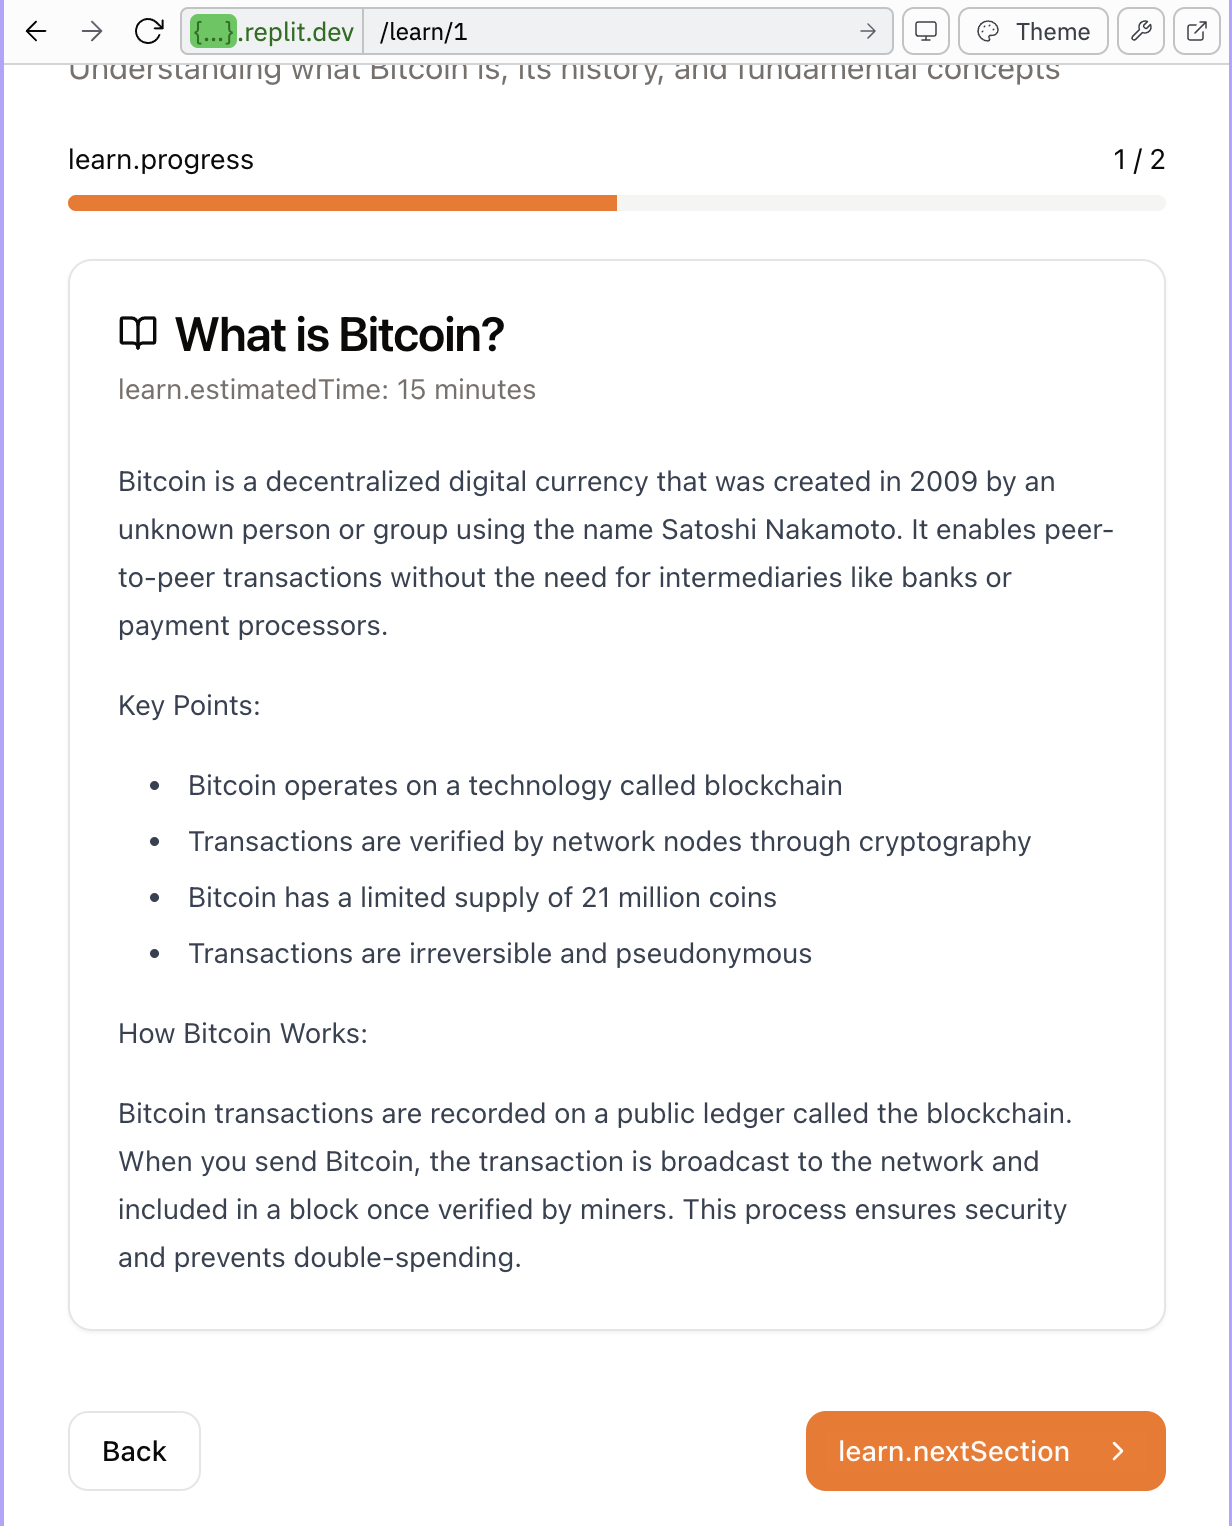 {...}.replit.dev /learn/1 Theme
Understanding what Bitcoin is, its history, and fundamental concepts
learn.progress 1 / 2
What is Bitcoin?
learn.estimatedTime: 15 minutes
Bitcoin is a decentralized digital currency that was created in 2009 by an
unknown person or group using the name Satoshi Nakamoto. It enables peer-
to-peer transactions without the need for intermediaries like banks or
payment processors.
Key Points:
• Bitcoin operates on a technology called blockchain
• Transactions are verified by network nodes through cryptography
• Bitcoin has a limited supply of 21 million coins
• Transactions are irreversible and pseudonymous
How Bitcoin Works:
Bitcoin transactions are recorded on a public ledger called the blockchain.
When you send Bitcoin, the transaction is broadcast to the network and
included in a block once verified by miners. This process ensures security
and prevents double-spending.
Back learn.nextSection